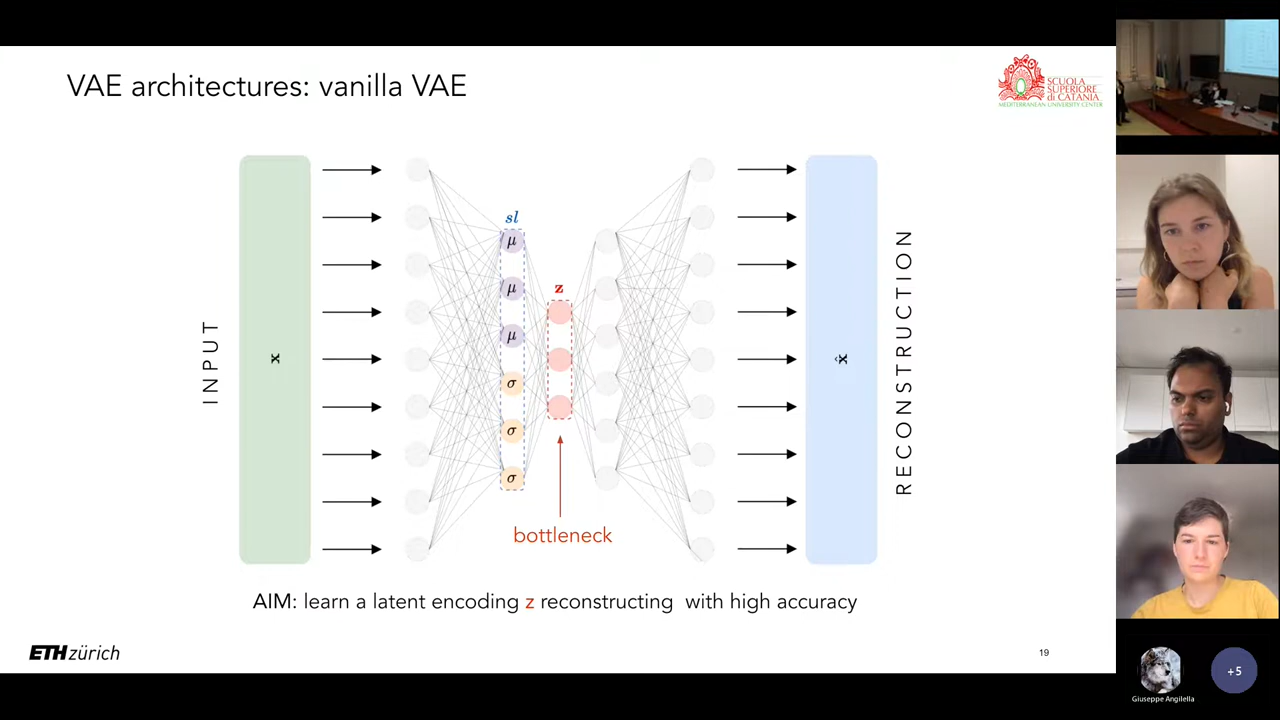 VAE architectures: vanilla VAE
SCUOLA
SUPERIORE
di CATANIA
MEDITERRANEAN UNIVERSITY CENTER
INPUT
x
sl
μ
μ
μ
σ
σ
σ
z
bottleneck
x̂
RECONSTRUCTION
AIM: learn a latent encoding z reconstructing with high accuracy
ETH zürich
19
Giuseppe Angilella
+5